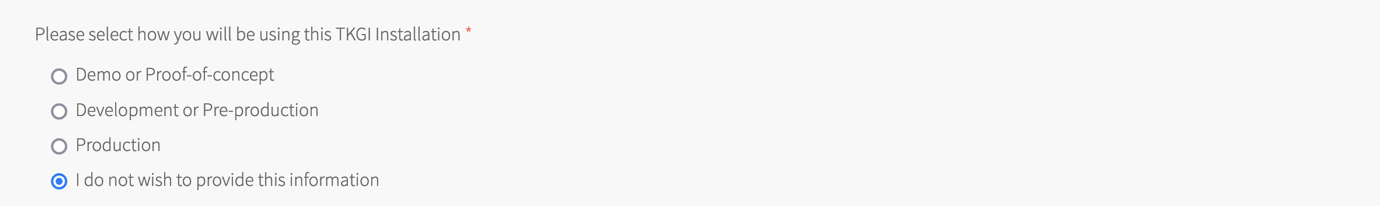 Please select how you will be using this TKGI Installation *
Demo or Proof-of-concept
Development or Pre-production
Production
I do not wish to provide this information